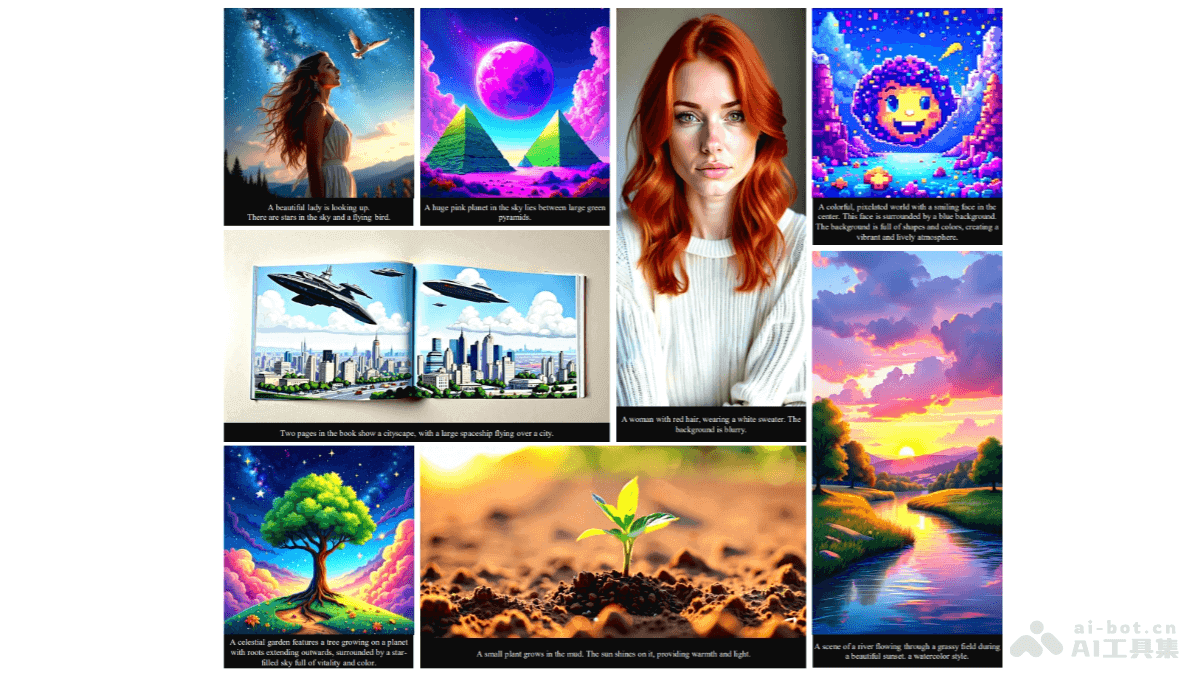 A beautiful lady is looking up.
There are stars in the sky and a flying bird.
A huge pink planet in the sky lies between large green
pyramids.
A colorful, pixelated world with a smiling face in the
center. This face is surrounded by a blue background.
The background is full of shapes and colors, creating a
vibrant and lively atmosphere.
Two pages in the book show a cityscape, with a large spaceship flying over a city.
A woman with red hair, wearing a white sweater. The
background is blurry.
A celestial garden features a tree growing on a planet
with roots extending outwards, surrounded by a star-
filled sky full of vitality and color.
A small plant grows in the mud. The sun shines on it, providing warmth and light.
A scene of a river flowing through a grassy field during
a beautiful sunset. a watercolor style.
ai-bot.cn
AI工具集